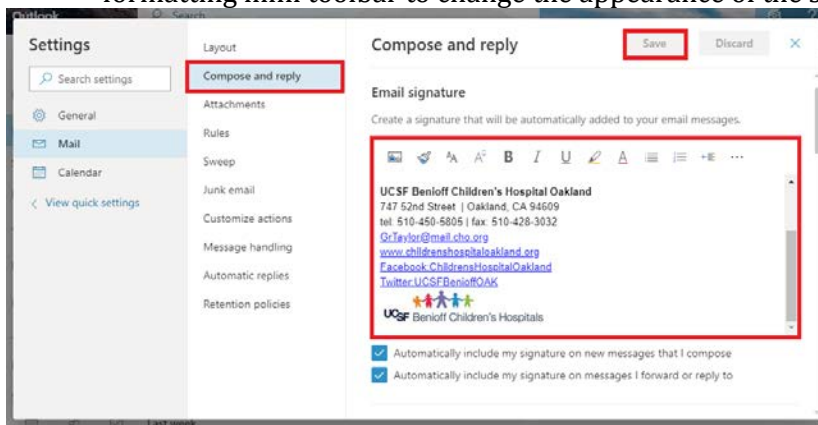 formatting mini toolbar to change the appearance of the s
Outlook
Search
Settings
Search settings
General
Mail
Calendar
View quick settings
Layout
Compose and reply
Attachments
Rules
Sweep
Junk email
Customize actions
Message handling
Automatic replies
Retention policies
Compose and reply
Save
Discard
Email signature
Create a signature that will be automatically added to your email messages.
UCSF Benioff Children's Hospital Oakland
747 52nd Street | Oakland, CA 94609
tel: 510-450-5805 | fax: 510-428-3032
GrTaylor@mail.cho.org
www.childrenshospitaloakland.org
Facebook:ChildrensHospitalOakland
Twitter:UCSFBenioffOAK
UCSF Benioff Children's Hospitals
Automatically include my signature on new messages that I compose
Automatically include my signature on messages I forward or reply to
Last week